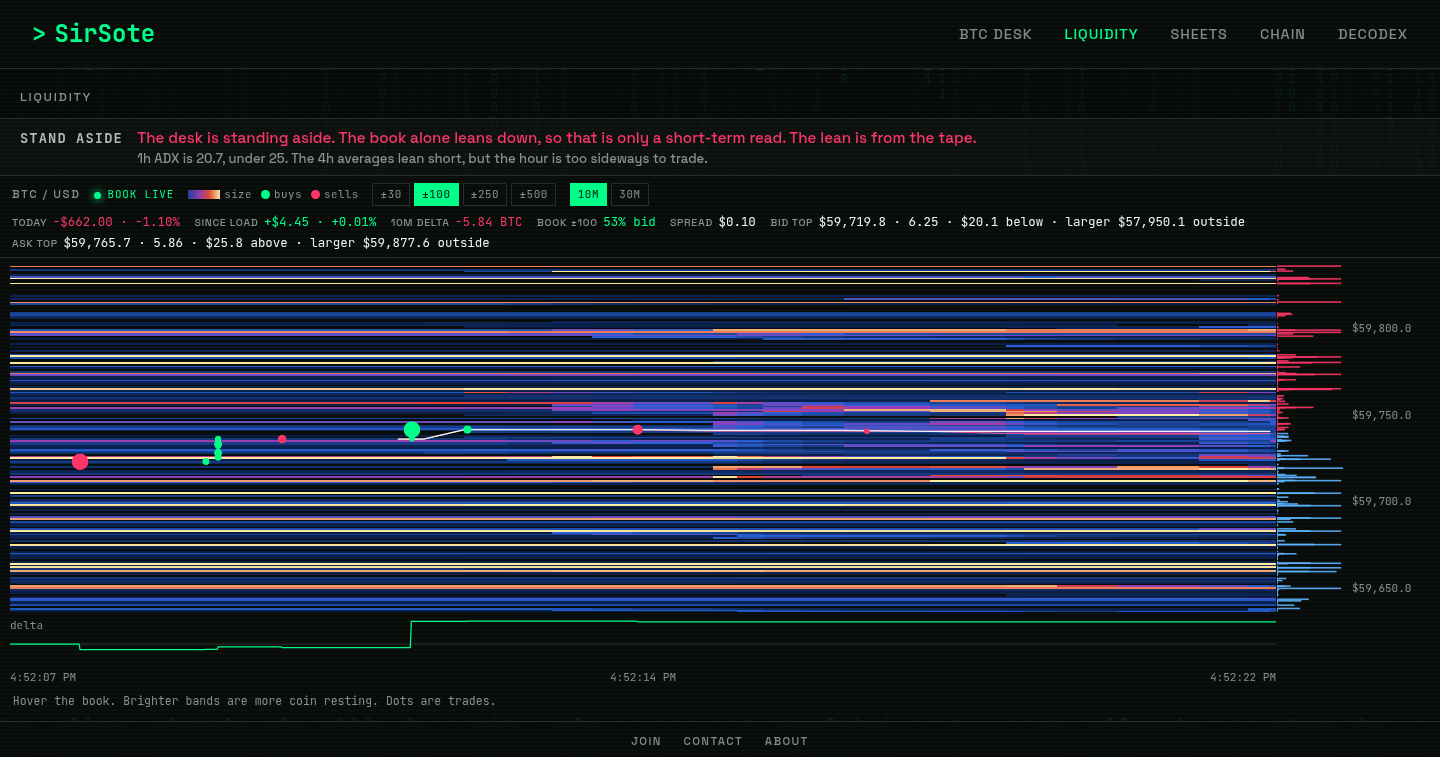 > SirSote
BTC DESK LIQUIDITY SHEETS CHAIN DECODEX
LIQUIDITY
STAND ASIDE The desk is standing aside. The book alone leans down, so that is only a short-term read. The lean is from the tape.
1h ADX is 20.7, under 25. The 4h averages lean short, but the hour is too sideways to trade.
BTC / USD BOOK LIVE size buys sells ±30 ±100 ±250 ±500 10M 30M
TODAY -$662.00 · -1.10% SINCE LOAD +$4.45 · +0.01% 10M DELTA -5.84 BTC BOOK ±100 53% bid SPREAD $0.10 BID TOP $59,719.8 · 6.25 · $20.1 below · larger $57,950.1 outside
ASK TOP $59,765.7 · 5.86 · $25.8 above · larger $59,877.6 outside
$59,800.0
$59,750.0
$59,700.0
$59,650.0
delta
4:52:07 PM 4:52:14 PM 4:52:22 PM
Hover the book. Brighter bands are more coin resting. Dots are trades.
JOIN CONTACT ABOUT